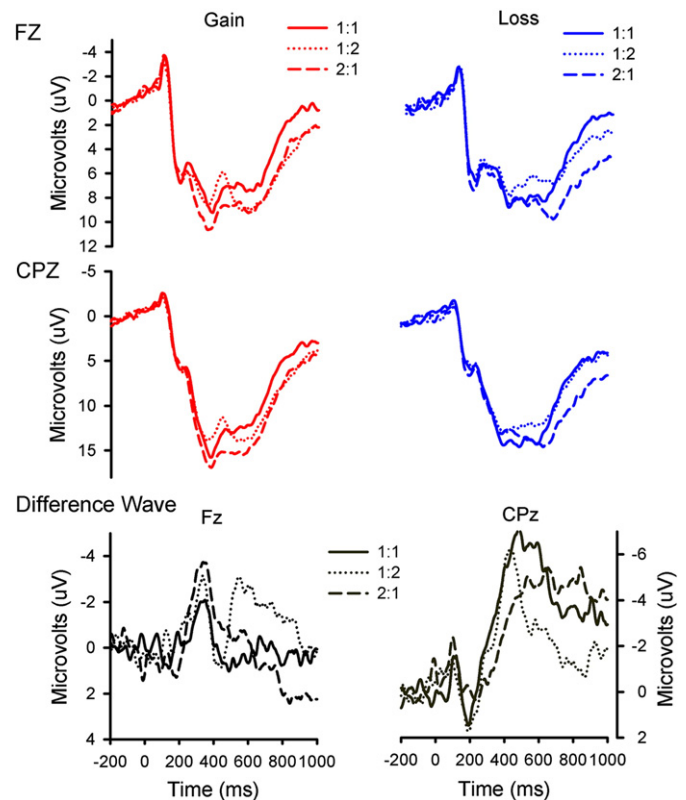 Gain
Loss
FZ
1:1
1:2
2:1
1:1
1:2
2:1
Microvolts (uV)
-4
-2
0
2
4
6
8
10
12
CPZ
Microvolts (uV)
-5
0
5
10
15
Difference Wave
Fz
CPz
1:1
1:2
2:1
Microvolts (uV)
-4
-2
0
2
4
-6
-4
-2
0
2
Microvolts (uV)
-200 0 200 400 600 800 1000
-200 0 200 400 600 800 1000
Time (ms)
Time (ms)